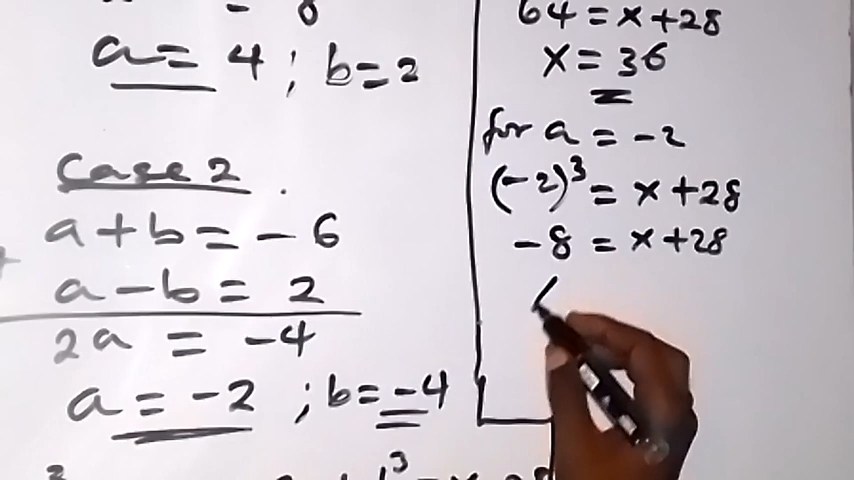 a = 4 ; b = 2
Case 2 .
a + b = - 6
+ a - b = 2
2a = -4
a = -2 ; b = -4
64 = x + 28
x = 36
for a = -2
(-2)³ = x + 28
-8 = x + 28